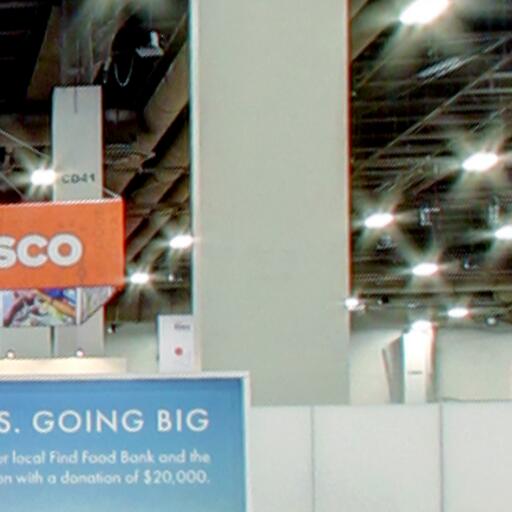 CD41
SCO
S. GOING BIG
er local Find Food Bank and the
on with a donation of $20,000.